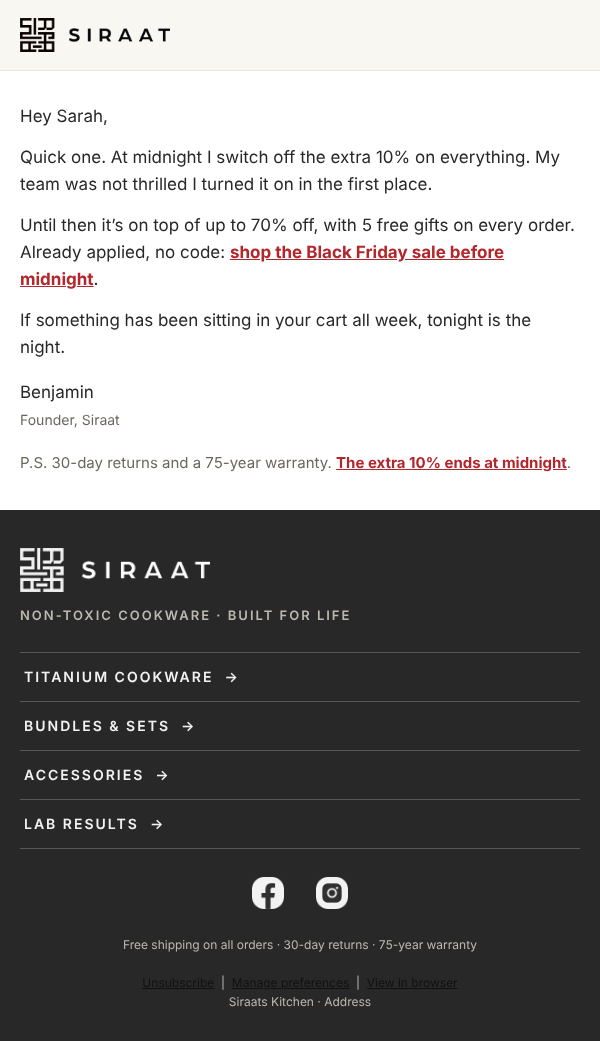 SIRAAT
Hey Sarah,
Quick one. At midnight I switch off the extra 10% on everything. My
team was not thrilled I turned it on in the first place.
Until then it’s on top of up to 70% off, with 5 free gifts on every order.
Already applied, no code: shop the Black Friday sale before
midnight.
If something has been sitting in your cart all week, tonight is the
night.
Benjamin
Founder, Siraat
P.S. 30-day returns and a 75-year warranty. The extra 10% ends at midnight.
SIRAAT
NON-TOXIC COOKWARE · BUILT FOR LIFE
TITANIUM COOKWARE →
BUNDLES & SETS →
ACCESSORIES →
LAB RESULTS →
Free shipping on all orders · 30-day returns · 75-year warranty
Unsubscribe | Manage preferences | View in browser
Siraats Kitchen · Address